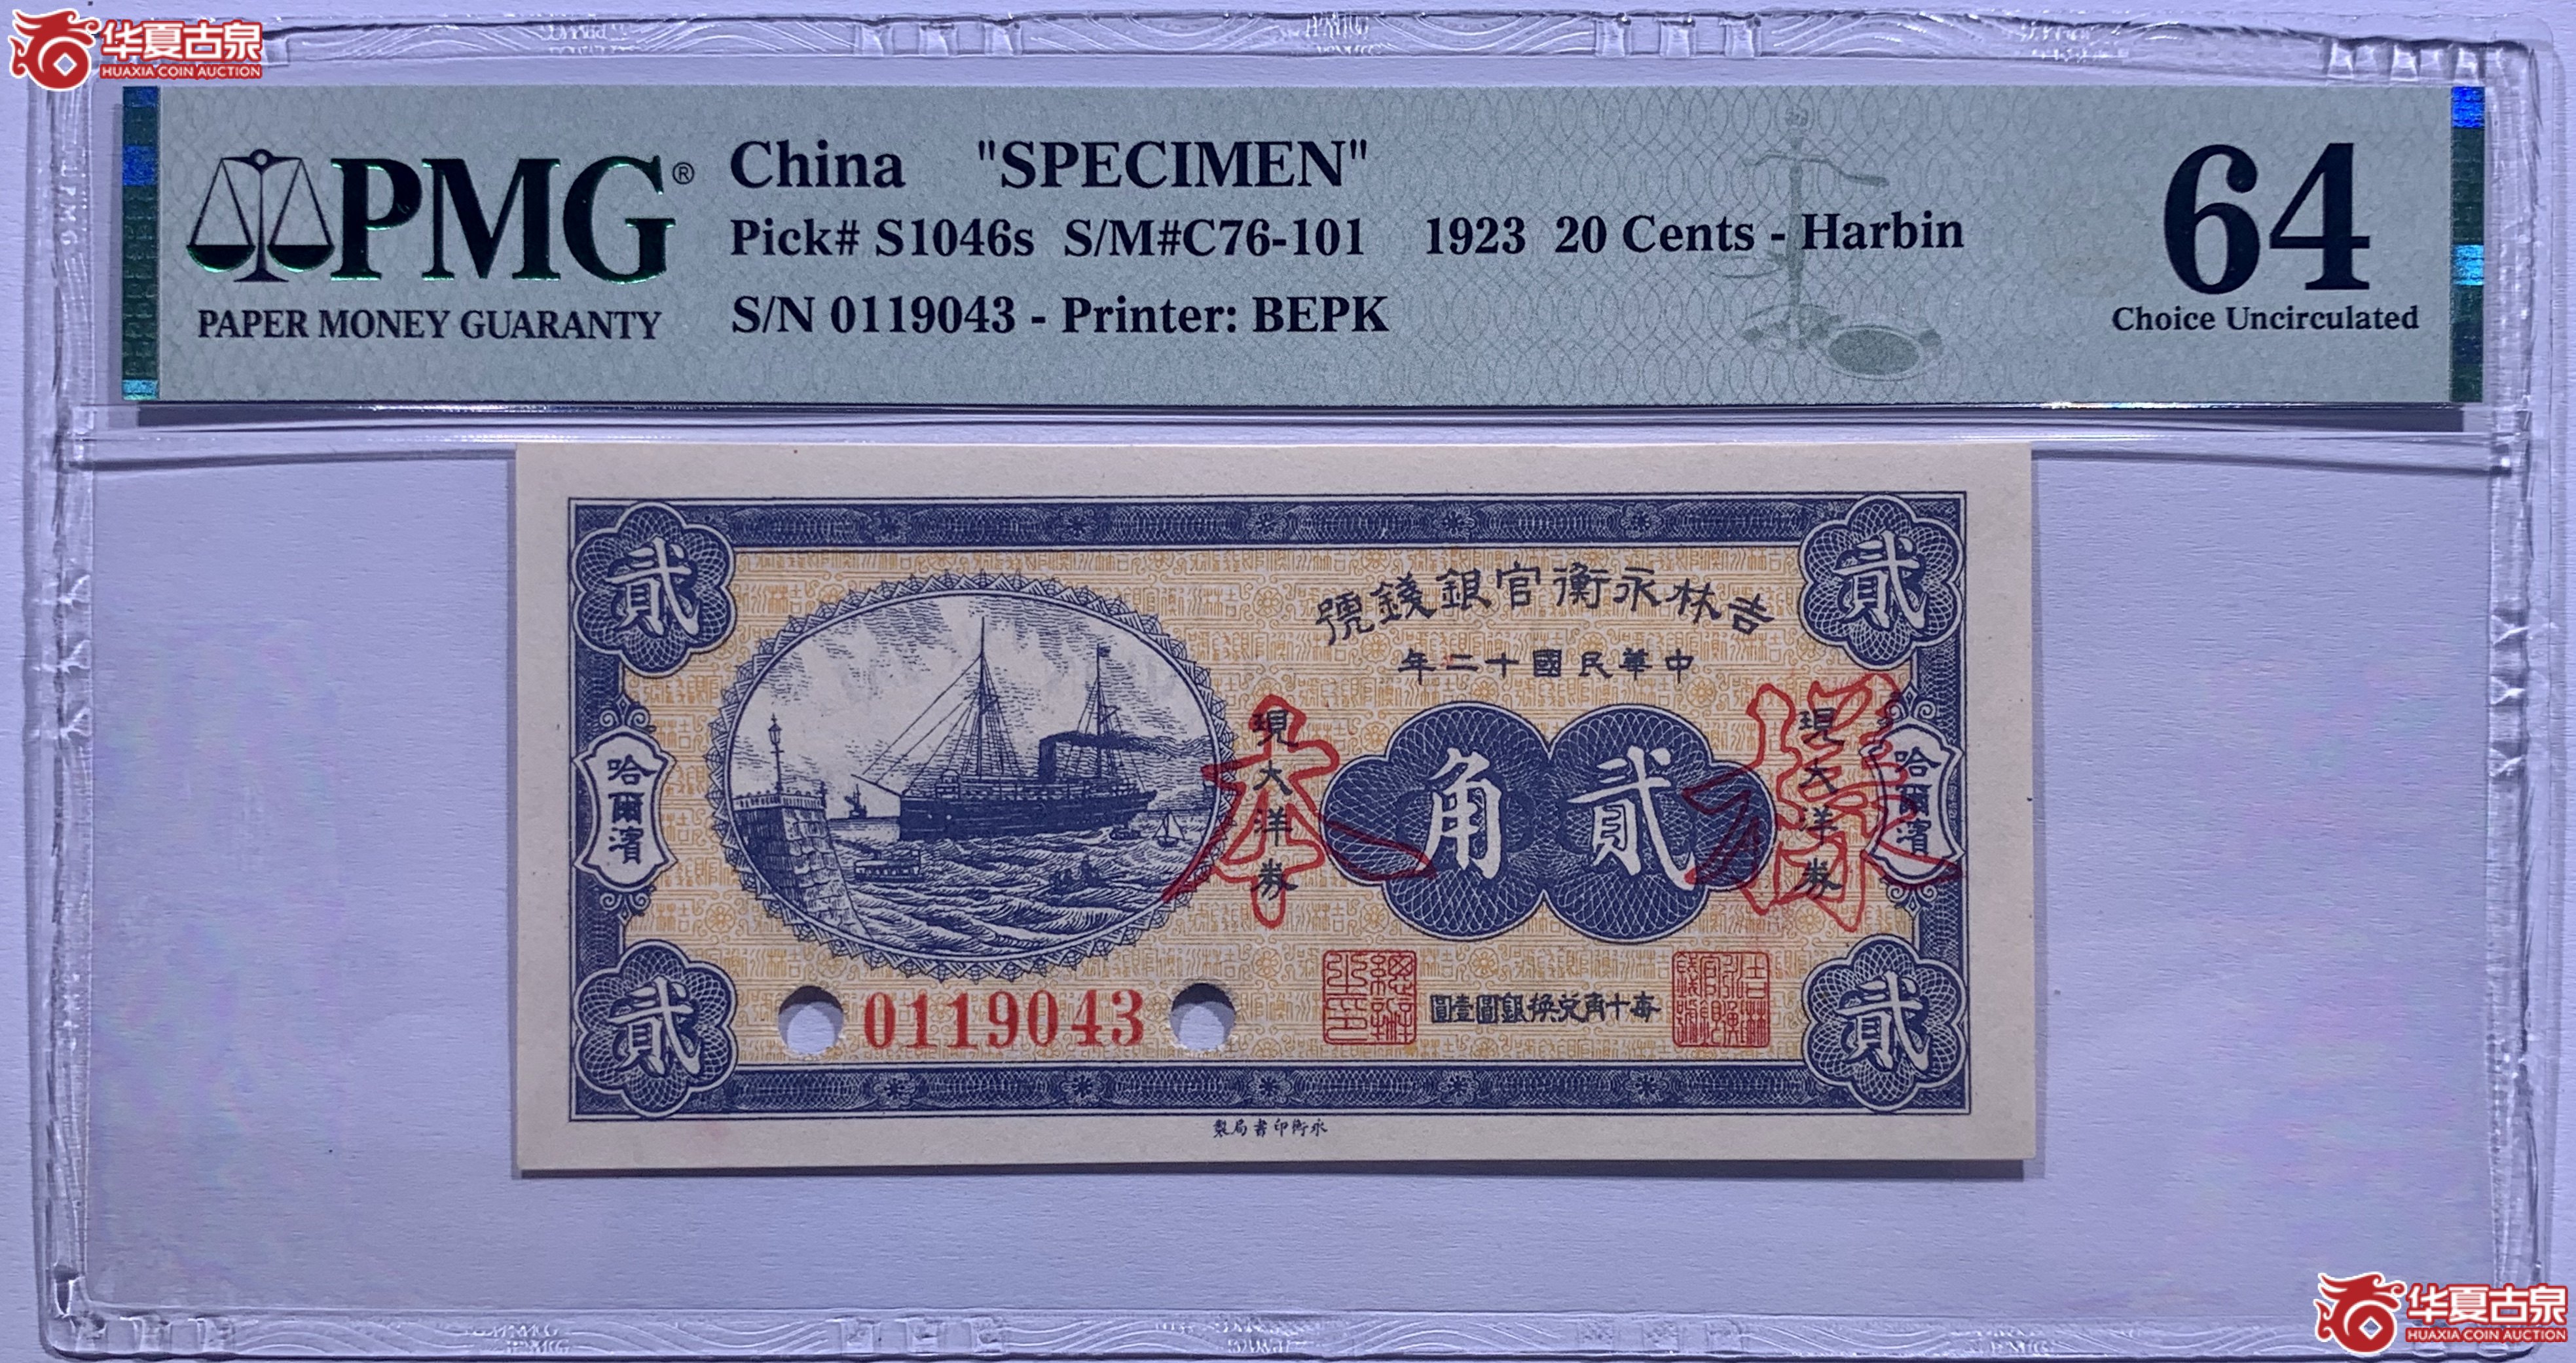 华夏古泉
HUAXIA COIN AUCTION
PMG®
PAPER MONEY GUARANTY
China "SPECIMEN"
Pick# S1046s S/M#C76-101 1923 20 Cents - Harbin
S/N 0119043 - Printer: BEPK
64
Choice Uncirculated
貳
貳
吉林永衡官銀錢號
中華民國十二年
樣本
現大洋券
現大洋券
貳角
哈爾濱
哈爾濱
每十角兌換銀圓壹圓
0119043
貳
貳
永衡印書局製
华夏古泉
HUAXIA COIN AUCTION